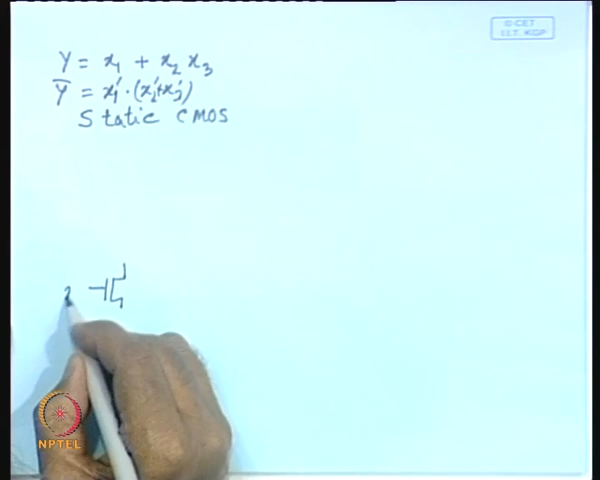 © CET
I.I.T. KGP
Y = x₁ + x₂ x₃
Y̅ = x₁' · (x₂' + x₃')
Static CMOS
NPTEL